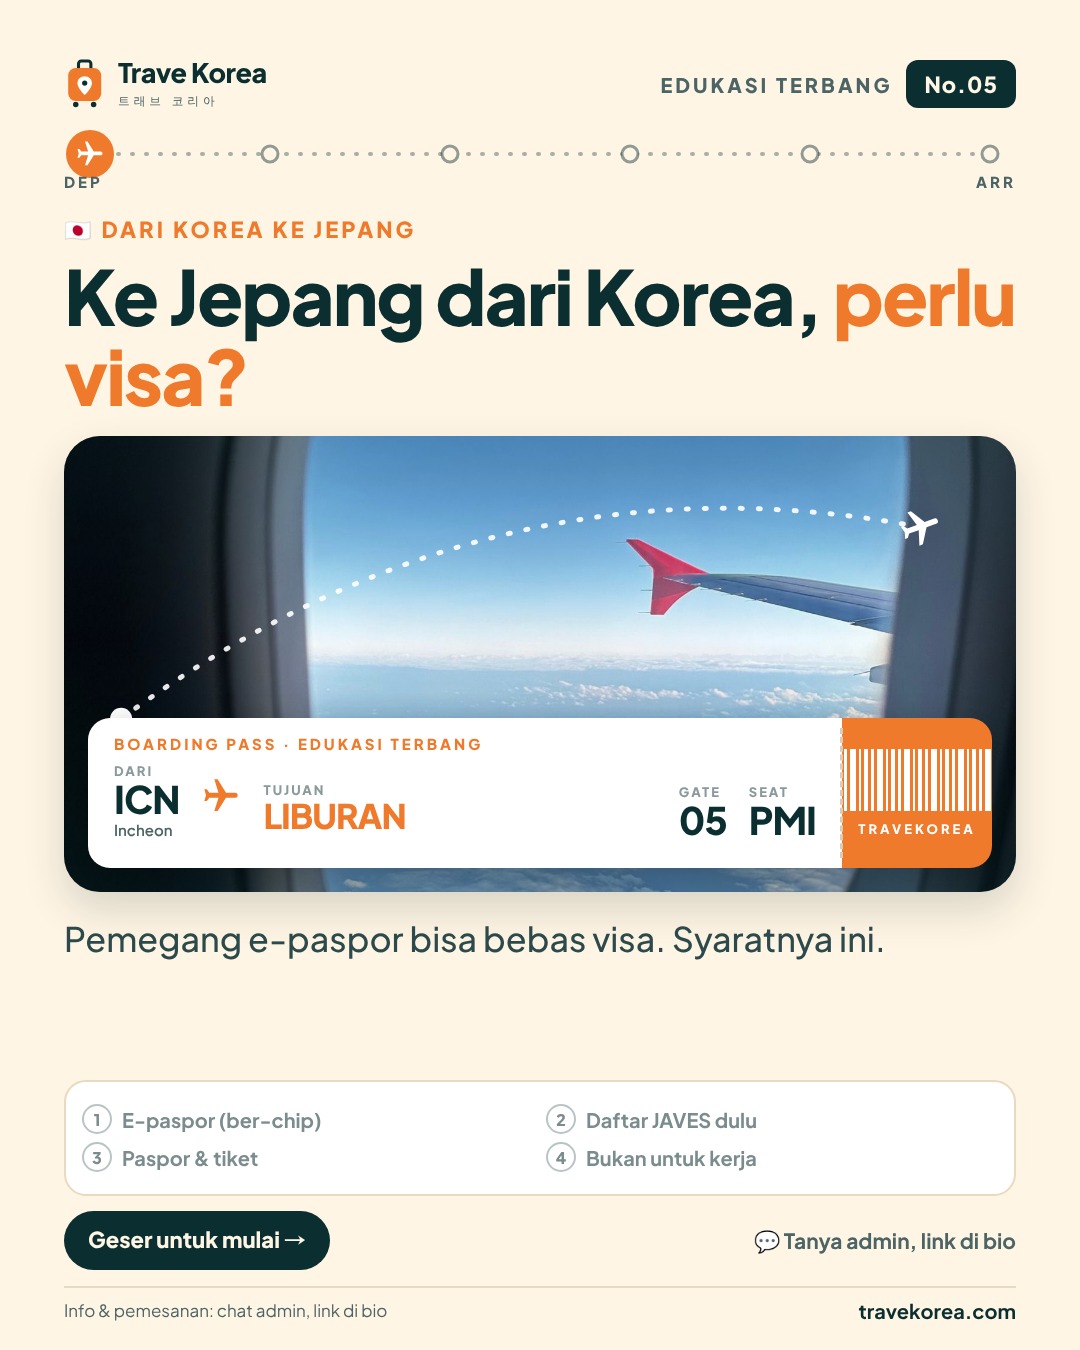 Trave Korea
트래브 코리아
EDUKASI TERBANG
No.05
DEP
ARR
🇯🇵 DARI KOREA KE JEPANG
Ke Jepang dari Korea, perlu
visa?
BOARDING PASS · EDUKASI TERBANG
DARI
ICN
Incheon
TUJUAN
LIBURAN
GATE
05
SEAT
PMI
TRAVEKOREA
Pemegang e-paspor bisa bebas visa. Syaratnya ini.
1 E-paspor (ber-chip)
2 Daftar JAVES dulu
3 Paspor & tiket
4 Bukan untuk kerja
Geser untuk mulai →
💬 Tanya admin, link di bio
Info & pemesanan: chat admin, link di bio
travekorea.com